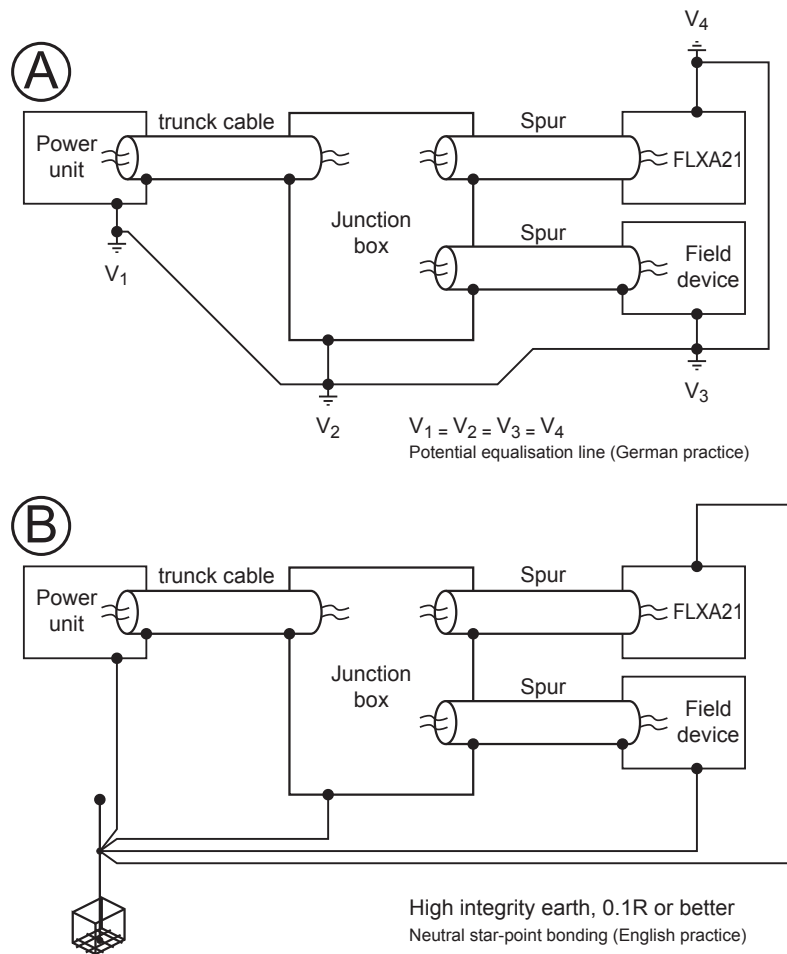 V4
A
trunck cable
Spur
Power
unit
FLXA21
Junction
box
Spur
Field
device
V1
V3
V2
V1 = V2 = V3 = V4
Potential equalisation line (German practice)
B
trunck cable
Spur
Power
unit
FLXA21
Junction
box
Spur
Field
device
High integrity earth, 0.1R or better
Neutral star-point bonding (English practice)